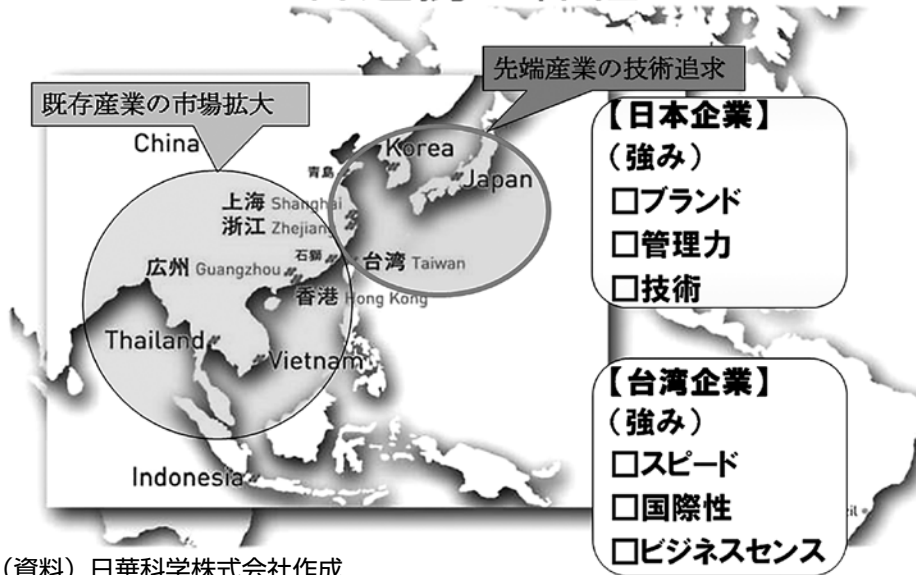 先端産業の技術追求
既存産業の市場拡大
【日本企業】
(強み)
□ブランド
□管理力
□技術
China
Korea
青島
Japan
上海 Shanghai
浙江 Zhejiang
石獅
台湾 Taiwan
広州 Guangzhou
香港 Hong Kong
Thailand
Vietnam
【台湾企業】
(強み)
□スピード
□国際性
□ビジネスセンス
Indonesia
(資料)日華科学株式会社作成